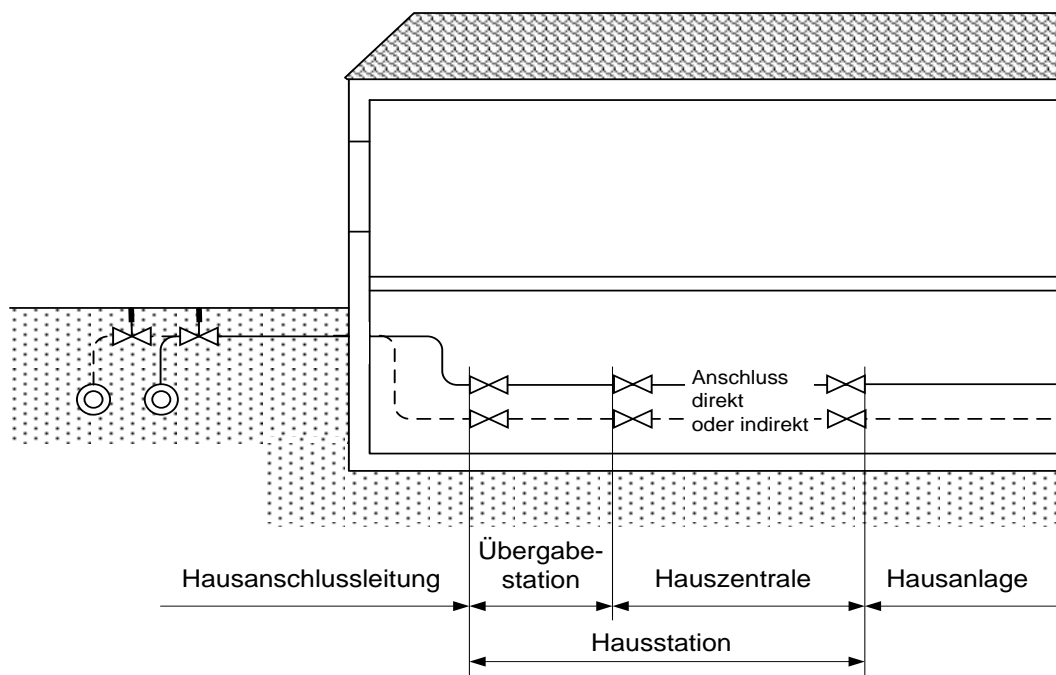 Anschluss
direkt
oder indirekt
Hausanschlussleitung
Übergabe-
station
Hauszentrale
Hausanlage
Hausstation